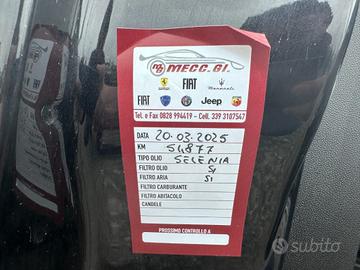 MECC.GI.
FIAT Maserati
FIAT Jeep
Tel. e Fax 0828 994419 - Cell. 339 3107547
DATA 20.03.2025
KM 54877
TIPO OLIO SELENIA
FILTRO OLIO SI
FILTRO ARIA SI
FILTRO CARBURANTE
FILTRO ABITACOLO
CANDELE
PROSSIMO CONTROLLO A
subito